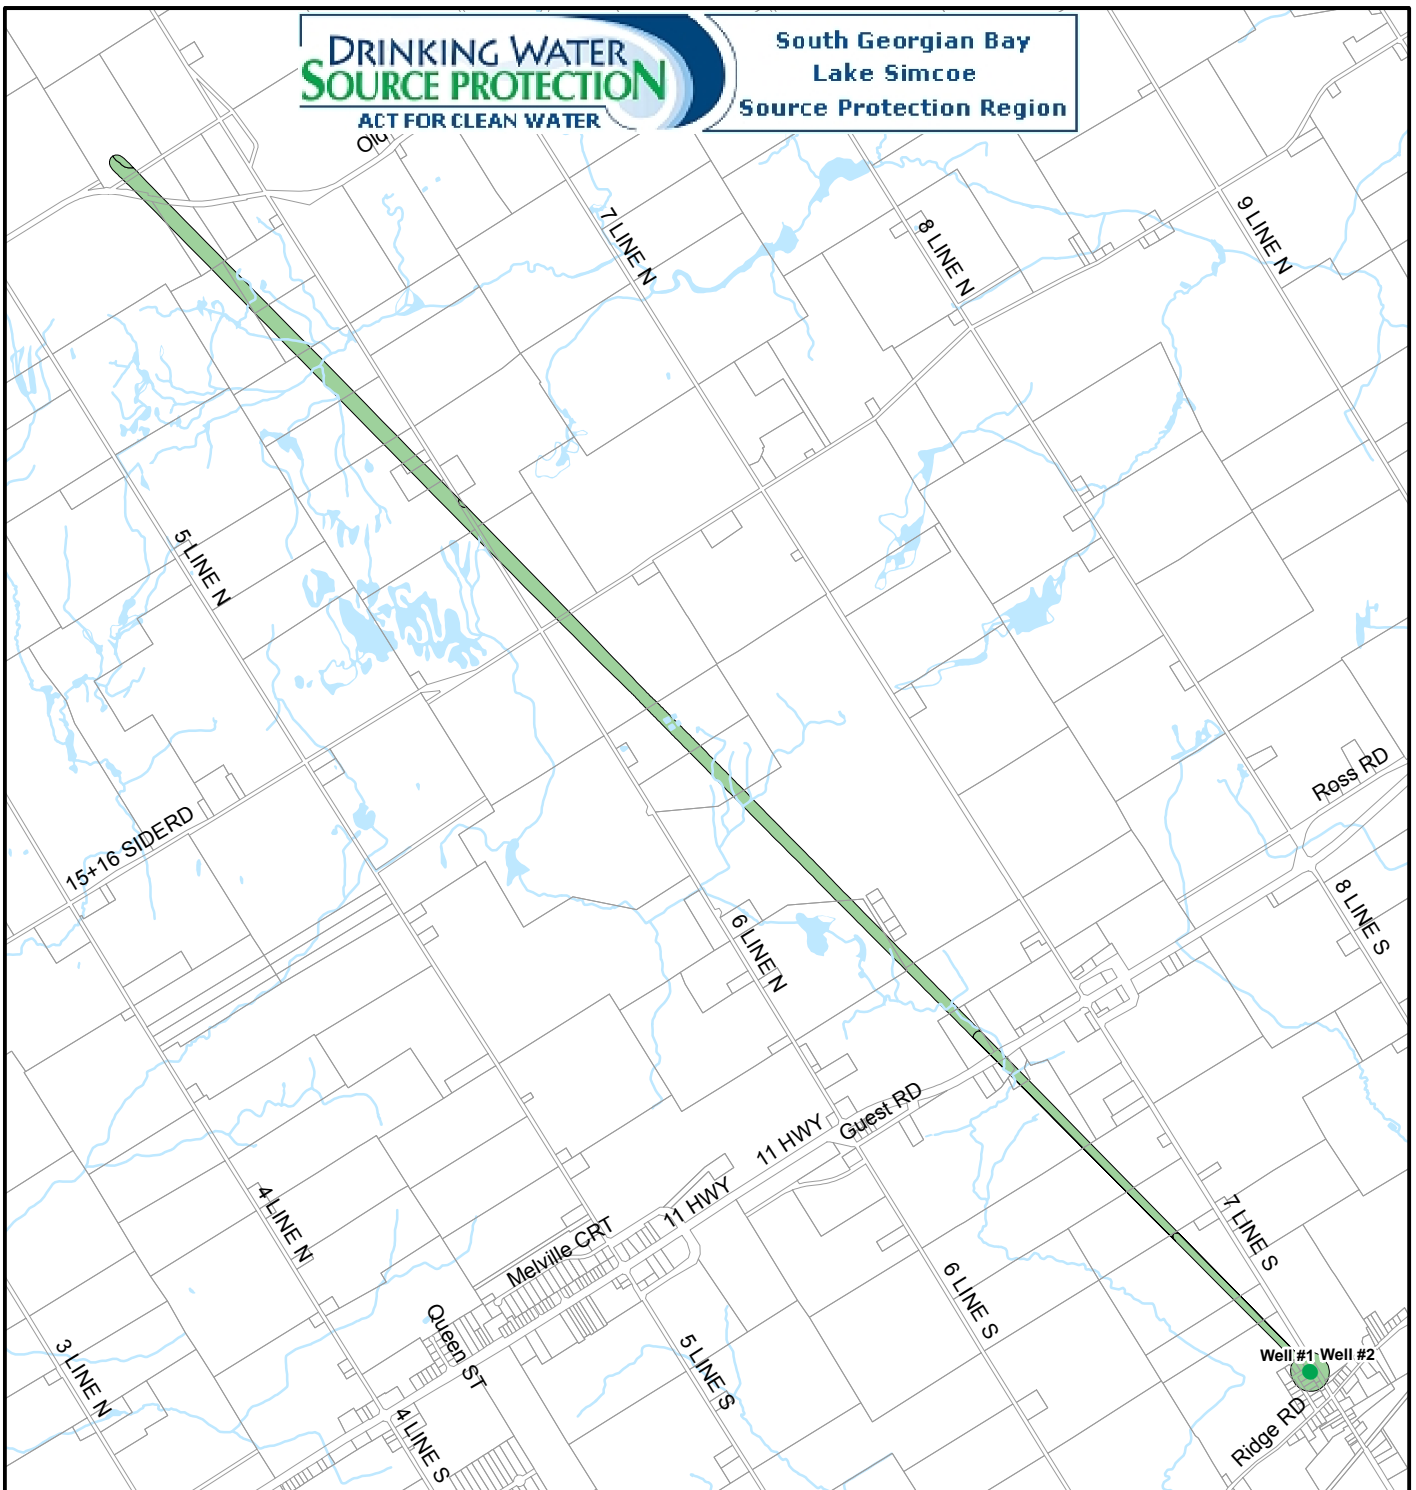 DRINKING WATER
SOURCE PROTECTION
ACT FOR CLEAN WATER
South Georgian Bay
Lake Simcoe
Source Protection Region
Old
7 LINE N
8 LINE N
9 LINE N
5 LINE N
15+16 SIDERD
Ross RD
8 LINE S
6 LINE N
Guest RD
11 HWY
11 HWY
4 LINE N
Melville CRT
7 LINE S
6 LINE S
Queen ST
3 LINE N
5 LINE S
Well #1
Well #2
Ridge RD
4 LINE S